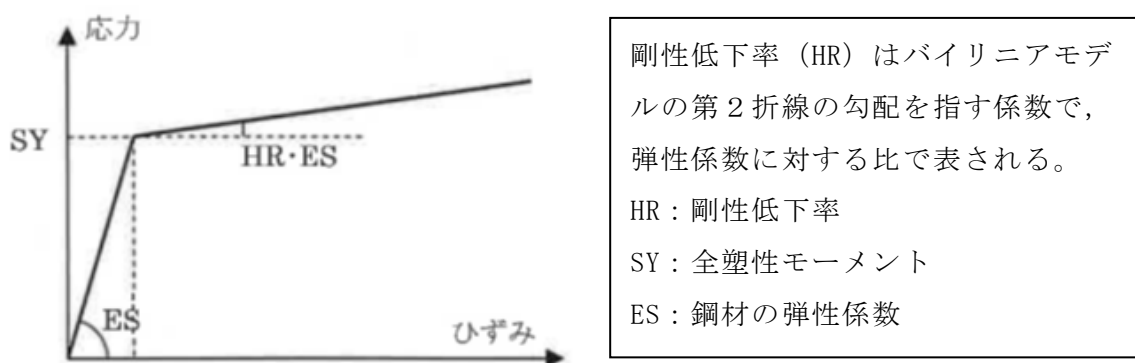 応力
SY
HR·ES
ES
ひずみ
剛性低下率（HR）はバイリニアモデ
ルの第２折線の勾配を指す係数で，
弾性係数に対する比で表される。
HR：剛性低下率
SY：全塑性モーメント
ES：鋼材の弾性係数